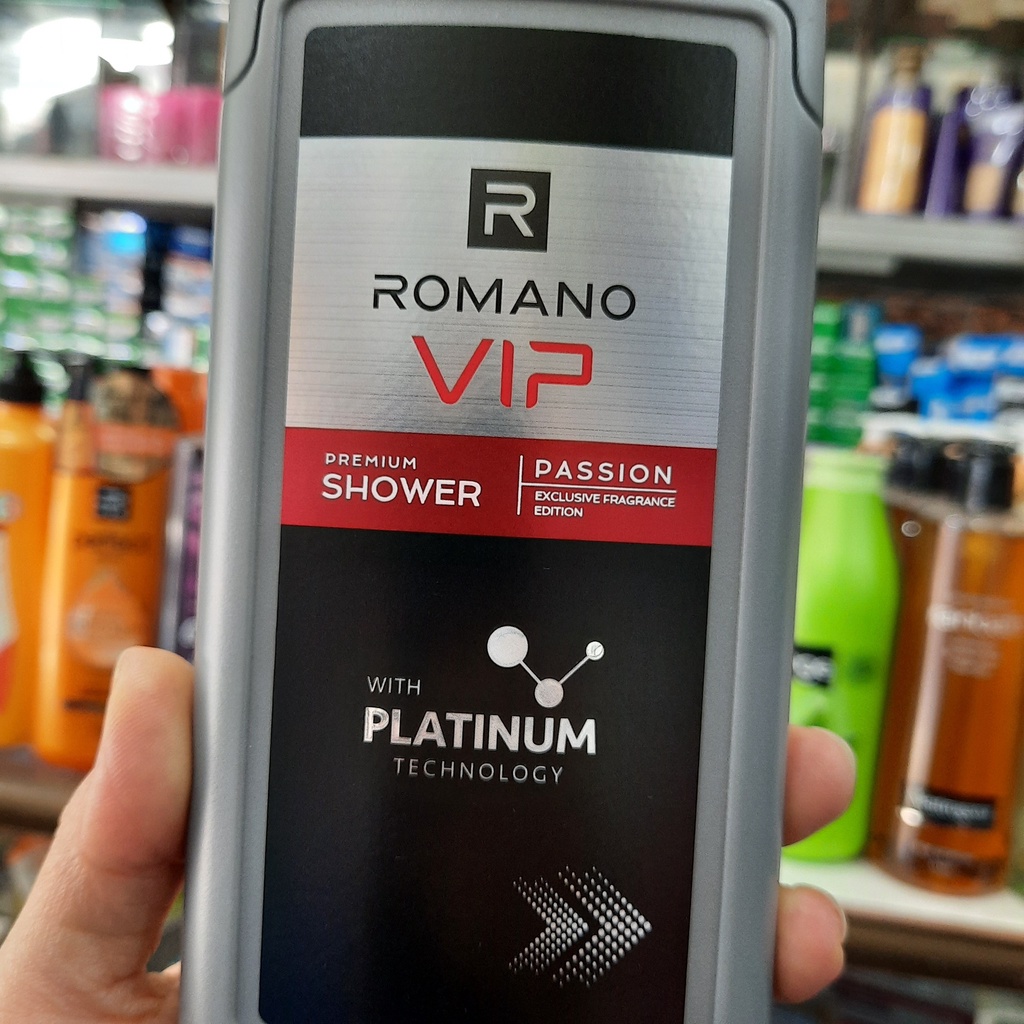 R
ROMANO
VIP
PREMIUM
SHOWER
PASSION
EXCLUSIVE FRAGRANCE
EDITION
WITH
PLATINUM
TECHNOLOGY